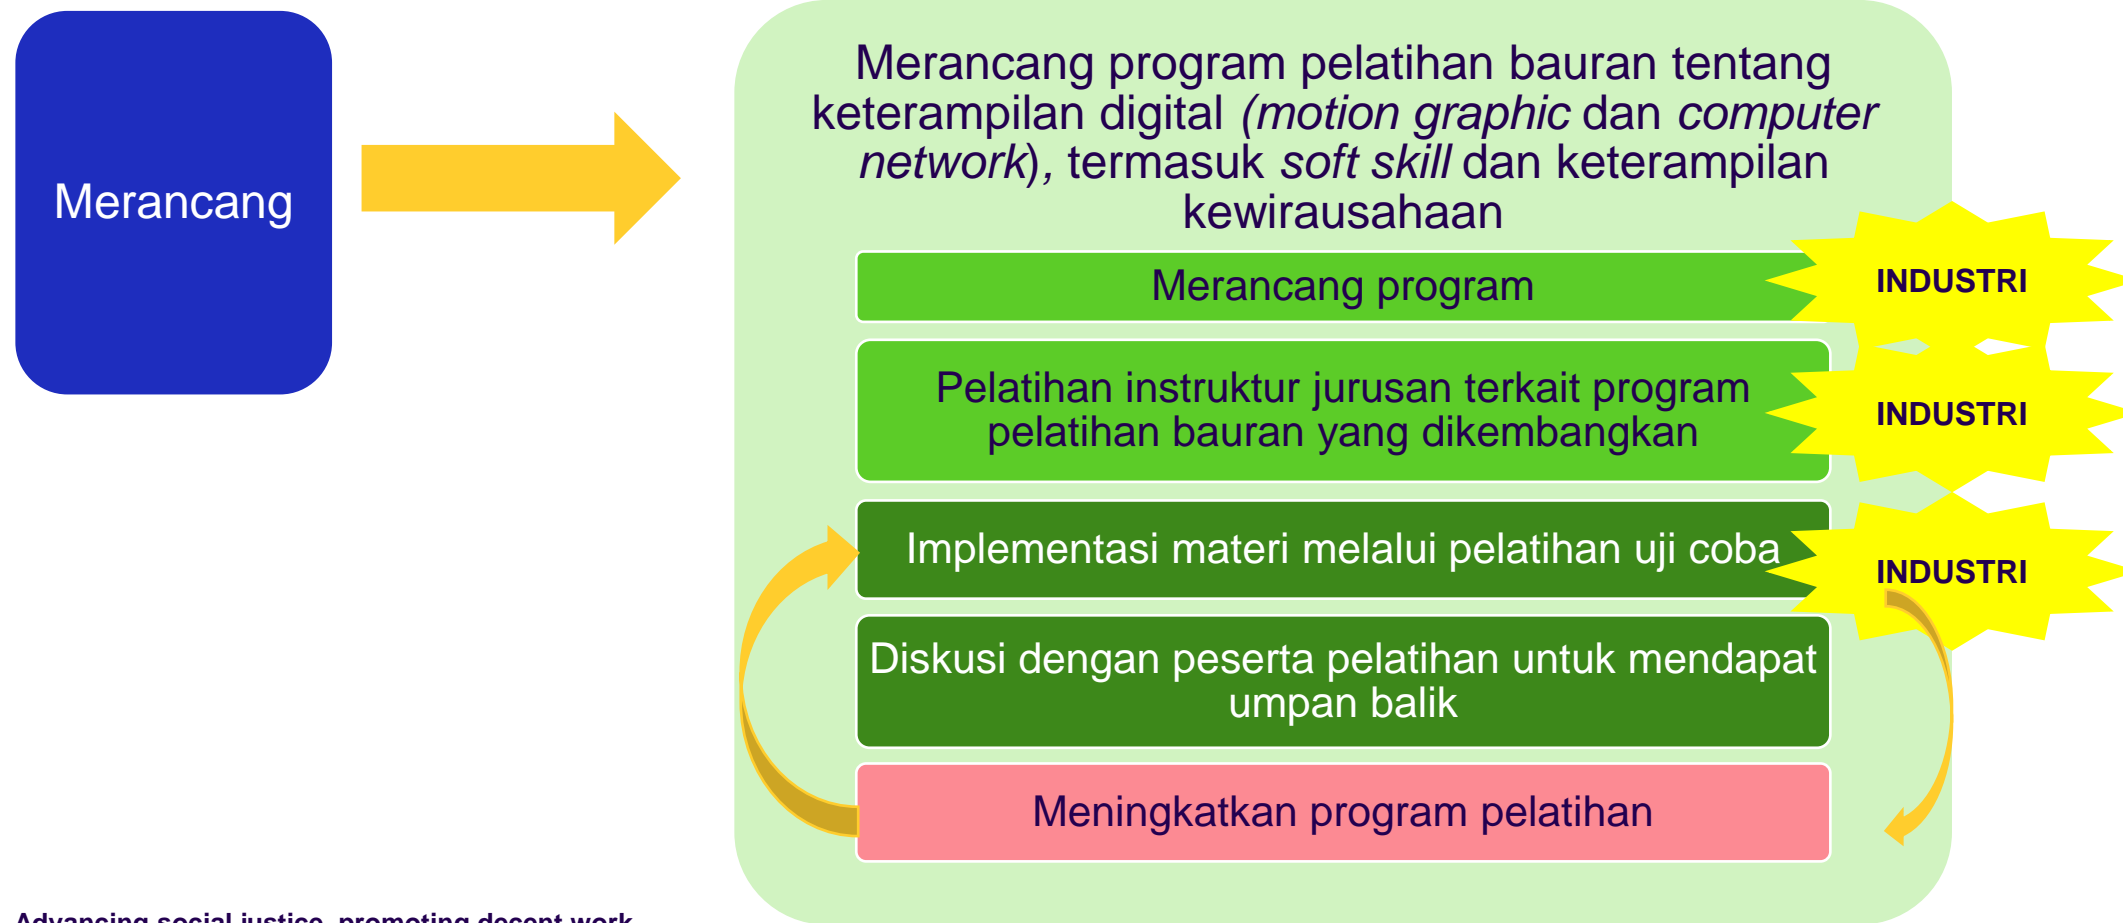 Merancang
Merancang program pelatihan bauran tentang
keterampilan digital (motion graphic dan computer
network), termasuk soft skill dan keterampilan
kewirausahaan
Merancang program
INDUSTRI
Pelatihan instruktur jurusan terkait program
pelatihan bauran yang dikembangkan
INDUSTRI
Implementasi materi melalui pelatihan uji coba
INDUSTRI
Diskusi dengan peserta pelatihan untuk mendapat
umpan balik
Meningkatkan program pelatihan
Advancing social justice, promoting decent work